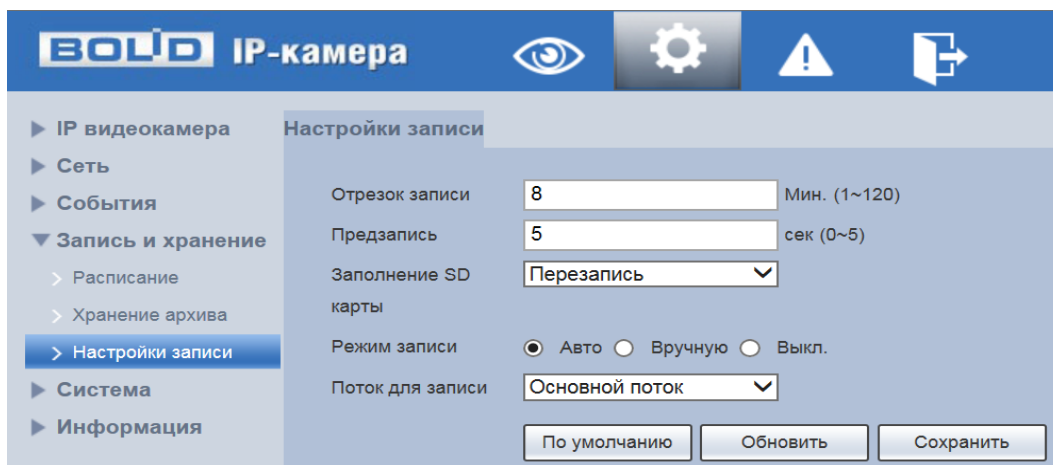 BOLID IP-камера
IP видеокамера
Сеть
События
Запись и хранение
Расписание
Хранение архива
Настройки записи
Система
Информация
Настройки записи
Отрезок записи 8 Мин. (1~120)
Предзапись 5 сек (0~5)
Заполнение SD Перезапись
карты
Режим записи Авто Вручную Выкл.
Поток для записи Основной поток
По умолчанию Обновить Сохранить